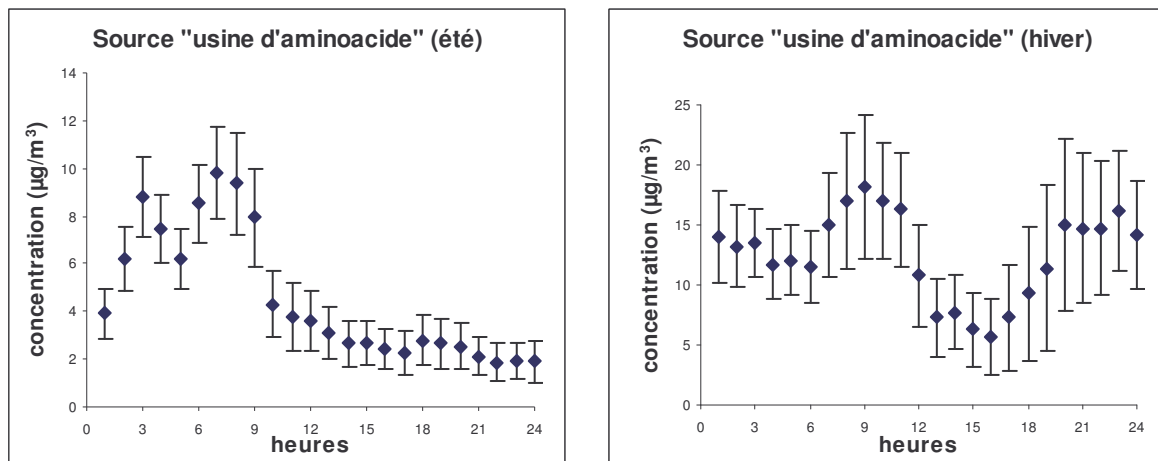 Source "usine d'aminoacide" (été)
concentration (µg/m³)
14
12
10
8
6
4
2
0
0 3 6 9 12 15 18 21 24
heures
Source "usine d'aminoacide" (hiver)
concentration (µg/m³)
25
20
15
10
5
0
0 3 6 9 12 15 18 21 24
heures